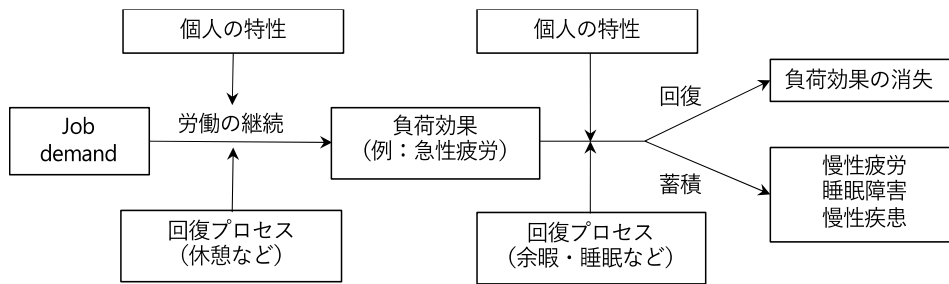 個人の特性
個人の特性
Job
demand
労働の継続
負荷効果
（例：急性疲労）
回復
蓄積
負荷効果の消失
慢性疲労
睡眠障害
慢性疾患
回復プロセス
（休憩など）
回復プロセス
（余暇・睡眠など）